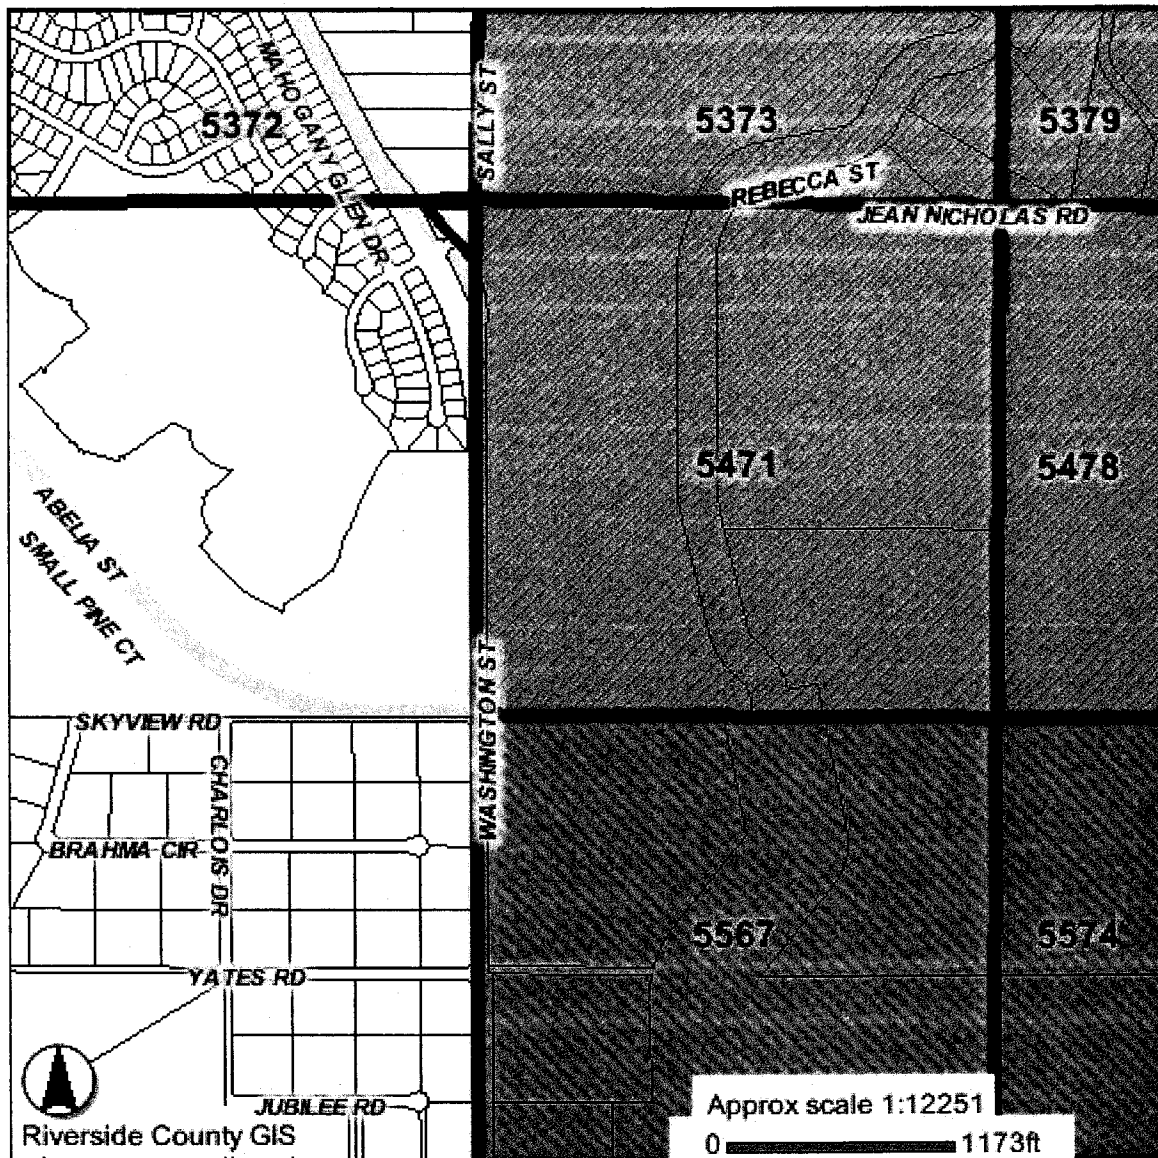 MAHOGANY GLEN DR
5372
SALLY ST
5373
5379
REBECCA ST
JEAN NICHOLAS RD
5471
5478
ABELIA ST
SMALL PINE CT
WASHINGTON ST
SKYVIEW RD
CHARLOIS DR
BRAHMA CIR
5567
5574
YATES RD
JUBILEE RD
Approx scale 1:12251
0 1173ft
Riverside County GIS